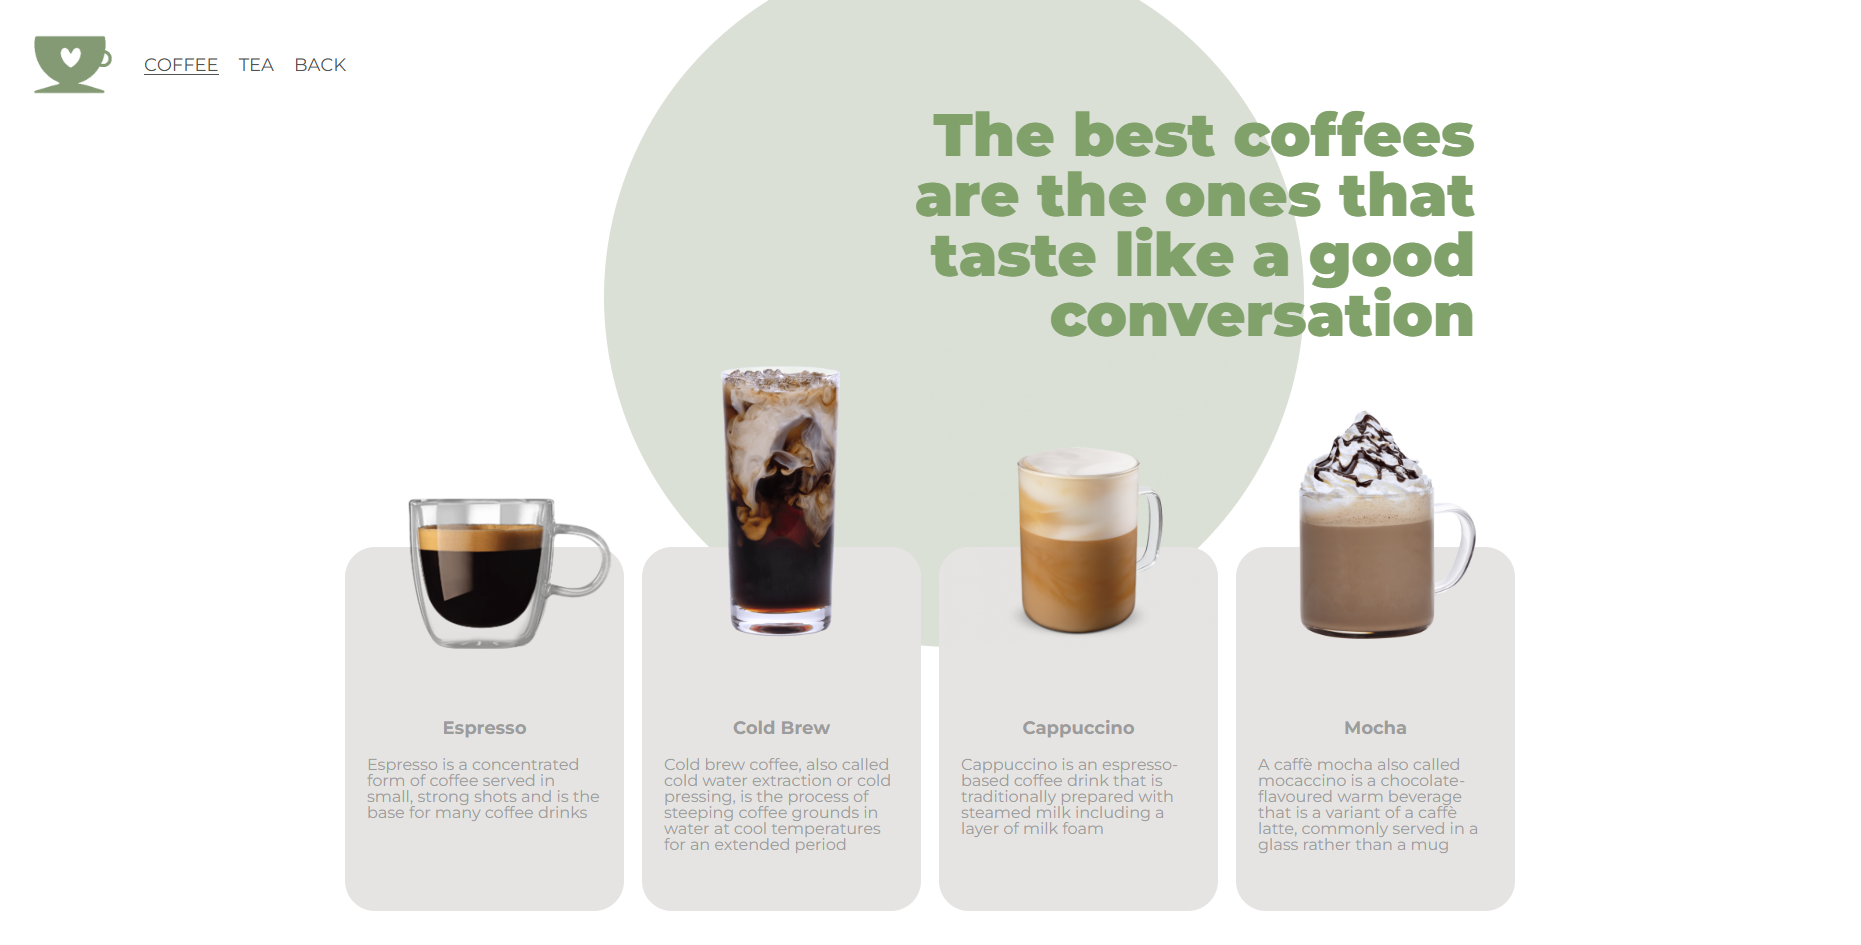 COFFEE TEA BACK
The best coffees
are the ones that
taste like a good
conversation
Espresso
Espresso is a concentrated
form of coffee served in
small, strong shots and is the
base for many coffee drinks
Cold Brew
Cold brew coffee, also called
cold water extraction or cold
pressing, is the process of
steeping coffee grounds in
water at cool temperatures
for an extended period
Cappuccino
Cappuccino is an espresso-
based coffee drink that is
traditionally prepared with
steamed milk including a
layer of milk foam
Mocha
A caffè mocha also called
mocaccino is a chocolate-
flavoured warm beverage
that is a variant of a caffè
latte, commonly served in a
glass rather than a mug